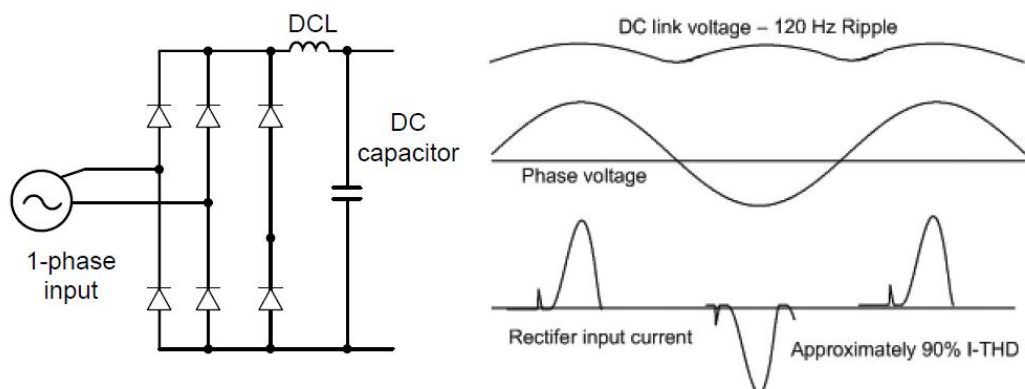 DCL
DC
capacitor
1-phase
input
DC link voltage – 120 Hz Ripple
Phase voltage
Rectifer input current
Approximately 90% I-THD